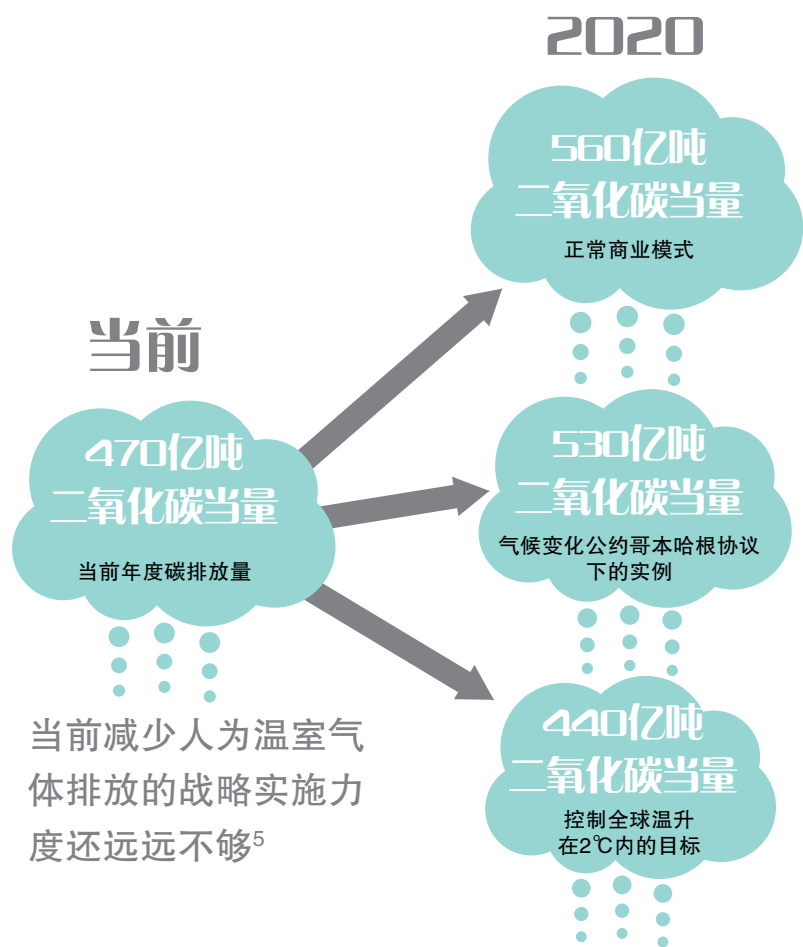 2020
560亿吨
二氧化碳当量
正常商业模式
当前
470亿吨
二氧化碳当量
当前年度碳排放量
530亿吨
二氧化碳当量
气候变化公约哥本哈根协议
下的实例
440亿吨
二氧化碳当量
控制全球温升
在2℃内的目标
当前减少人为温室气
体排放的战略实施力
度还远远不够5